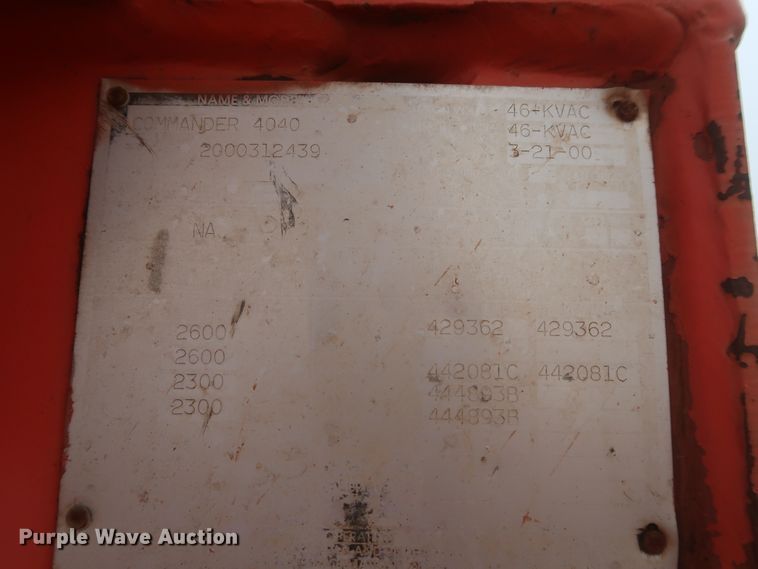 NAME &
COMMANDER 4040
2000312439
46-KVAC
46-KVAC
3-21-00
NA
2600
2600
2300
2300
429362 429362
442081C 442081C
444893B
444893B
Purple Wave Auction